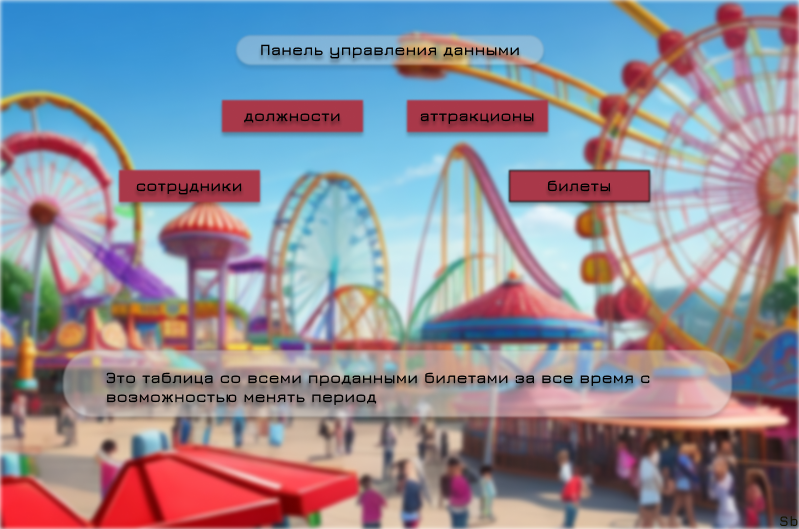 Панель управления данными
должности
аттракционы
сотрудники
билеты
Это таблица со всеми проданными билетами за все время с
возможностью менять период
Sb